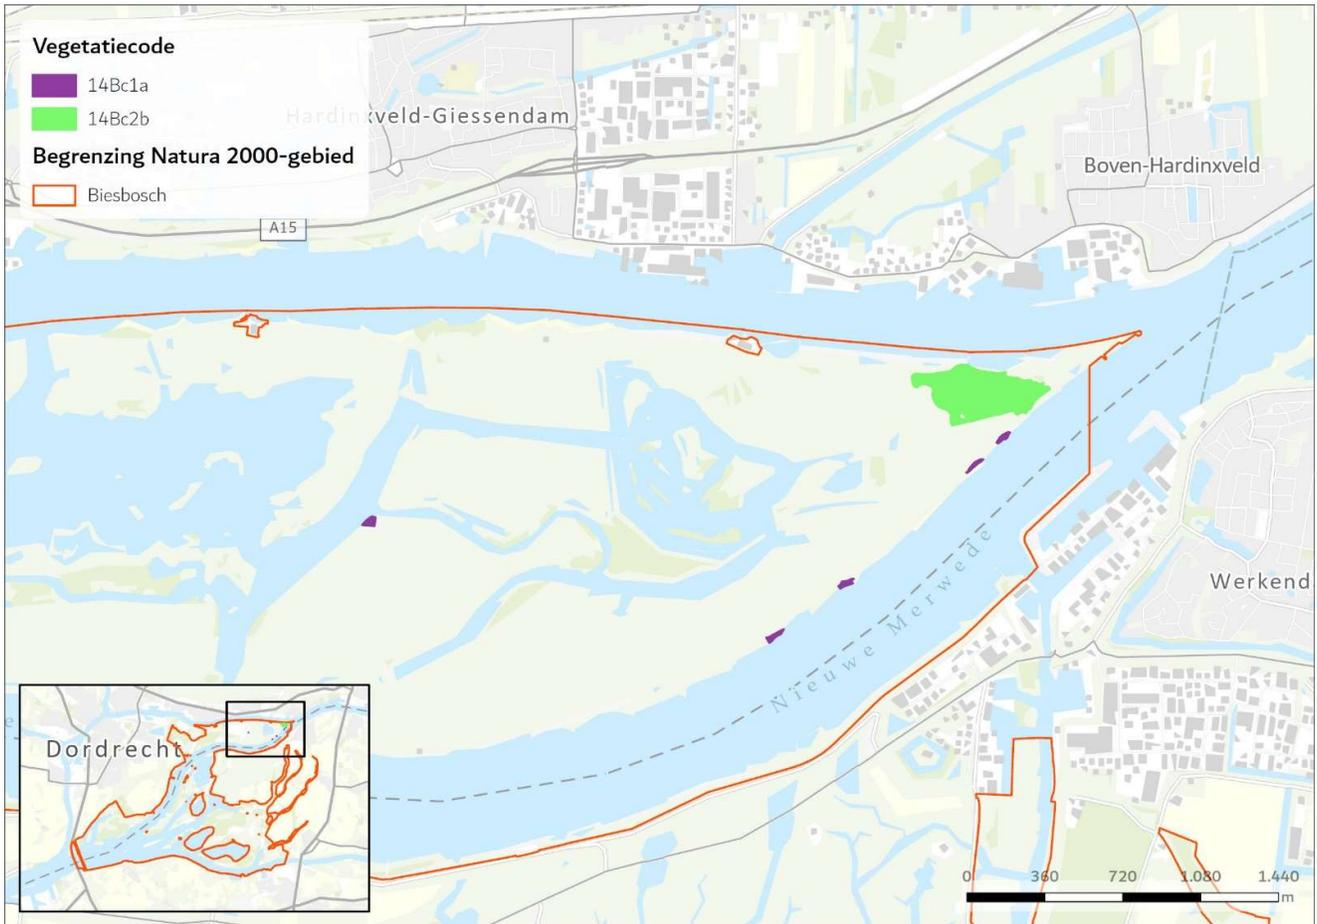 Vegetatiecode
14Bc1a
14Bc2b
Begrenzing Natura 2000-gebied
Biesbosch
Hardinxveld-Giessendam
Boven-Hardinxveld
A15
Nieuwe Merwede
Werkend
Dordrecht
0 360 720 1.080 1.440
m